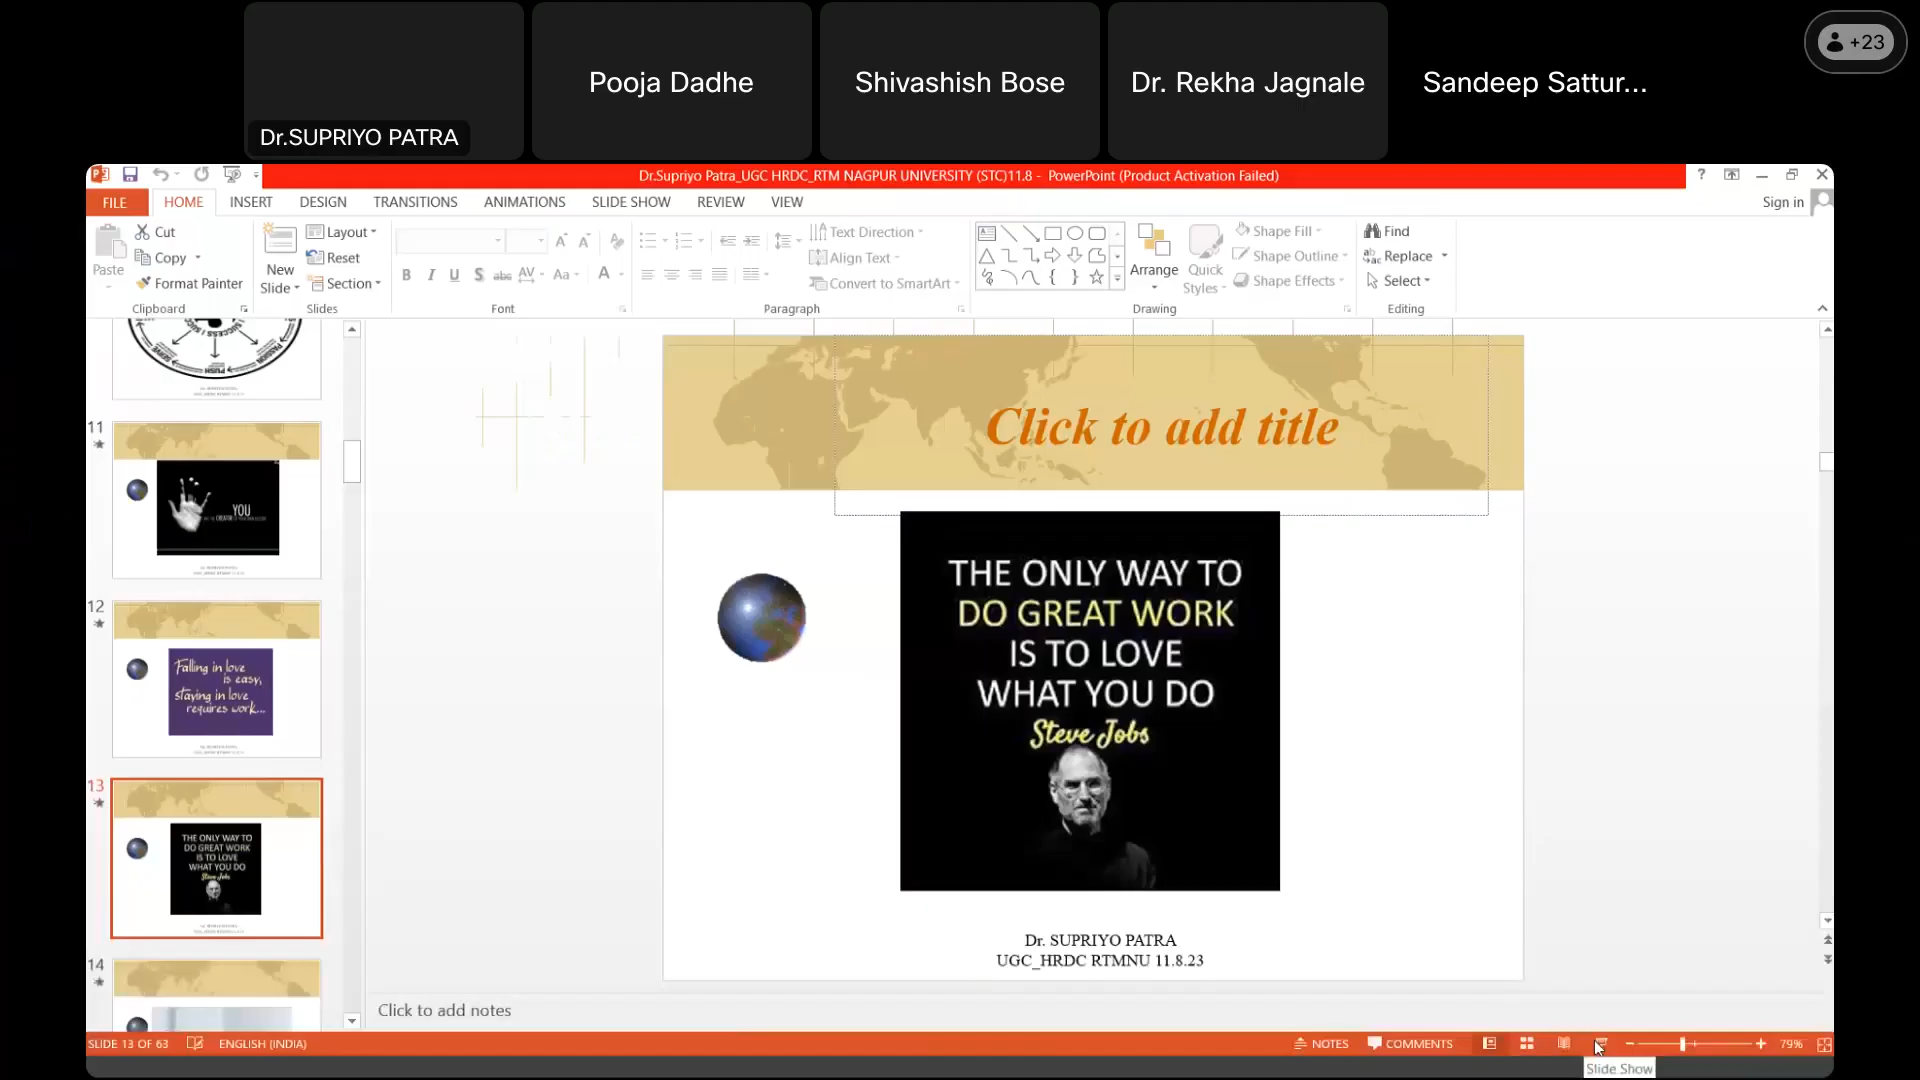 +23
Pooja Dadhe
Shivashish Bose
Dr. Rekha Jagnale
Sandeep Sattur...
Dr.SUPRIYO PATRA
Dr.Supriyo Patra_UGC HRDC_RTM NAGPUR UNIVERSITY (STC)11.8 - PowerPoint (Product Activation Failed)
?
FILE
HOME
INSERT
DESIGN
TRANSITIONS
ANIMATIONS
SLIDE SHOW
REVIEW
VIEW
Sign in
Paste
Cut
Copy
Format Painter
Clipboard
New
Slide
Layout
Reset
Section
Slides
B I U S abc AV Aa A
Font
Text Direction
Align Text
Convert to SmartArt
Paragraph
Arrange
Quick
Styles
Shape Fill
Shape Outline
Shape Effects
Drawing
Find
Replace
Select
Editing
PUSH
PASSION
11
YOU
12
Falling in love
is easy,
staying in love
requires work...
13
THE ONLY WAY TO
DO GREAT WORK
IS TO LOVE
WHAT YOU DO
Steve Jobs
14
Click to add title
THE ONLY WAY TO
DO GREAT WORK
IS TO LOVE
WHAT YOU DO
Steve Jobs
Dr. SUPRIYO PATRA
UGC_HRDC RTMNU 11.8.23
Click to add notes
SLIDE 13 OF 63
ENGLISH (INDIA)
NOTES
COMMENTS
79%
Slide Show